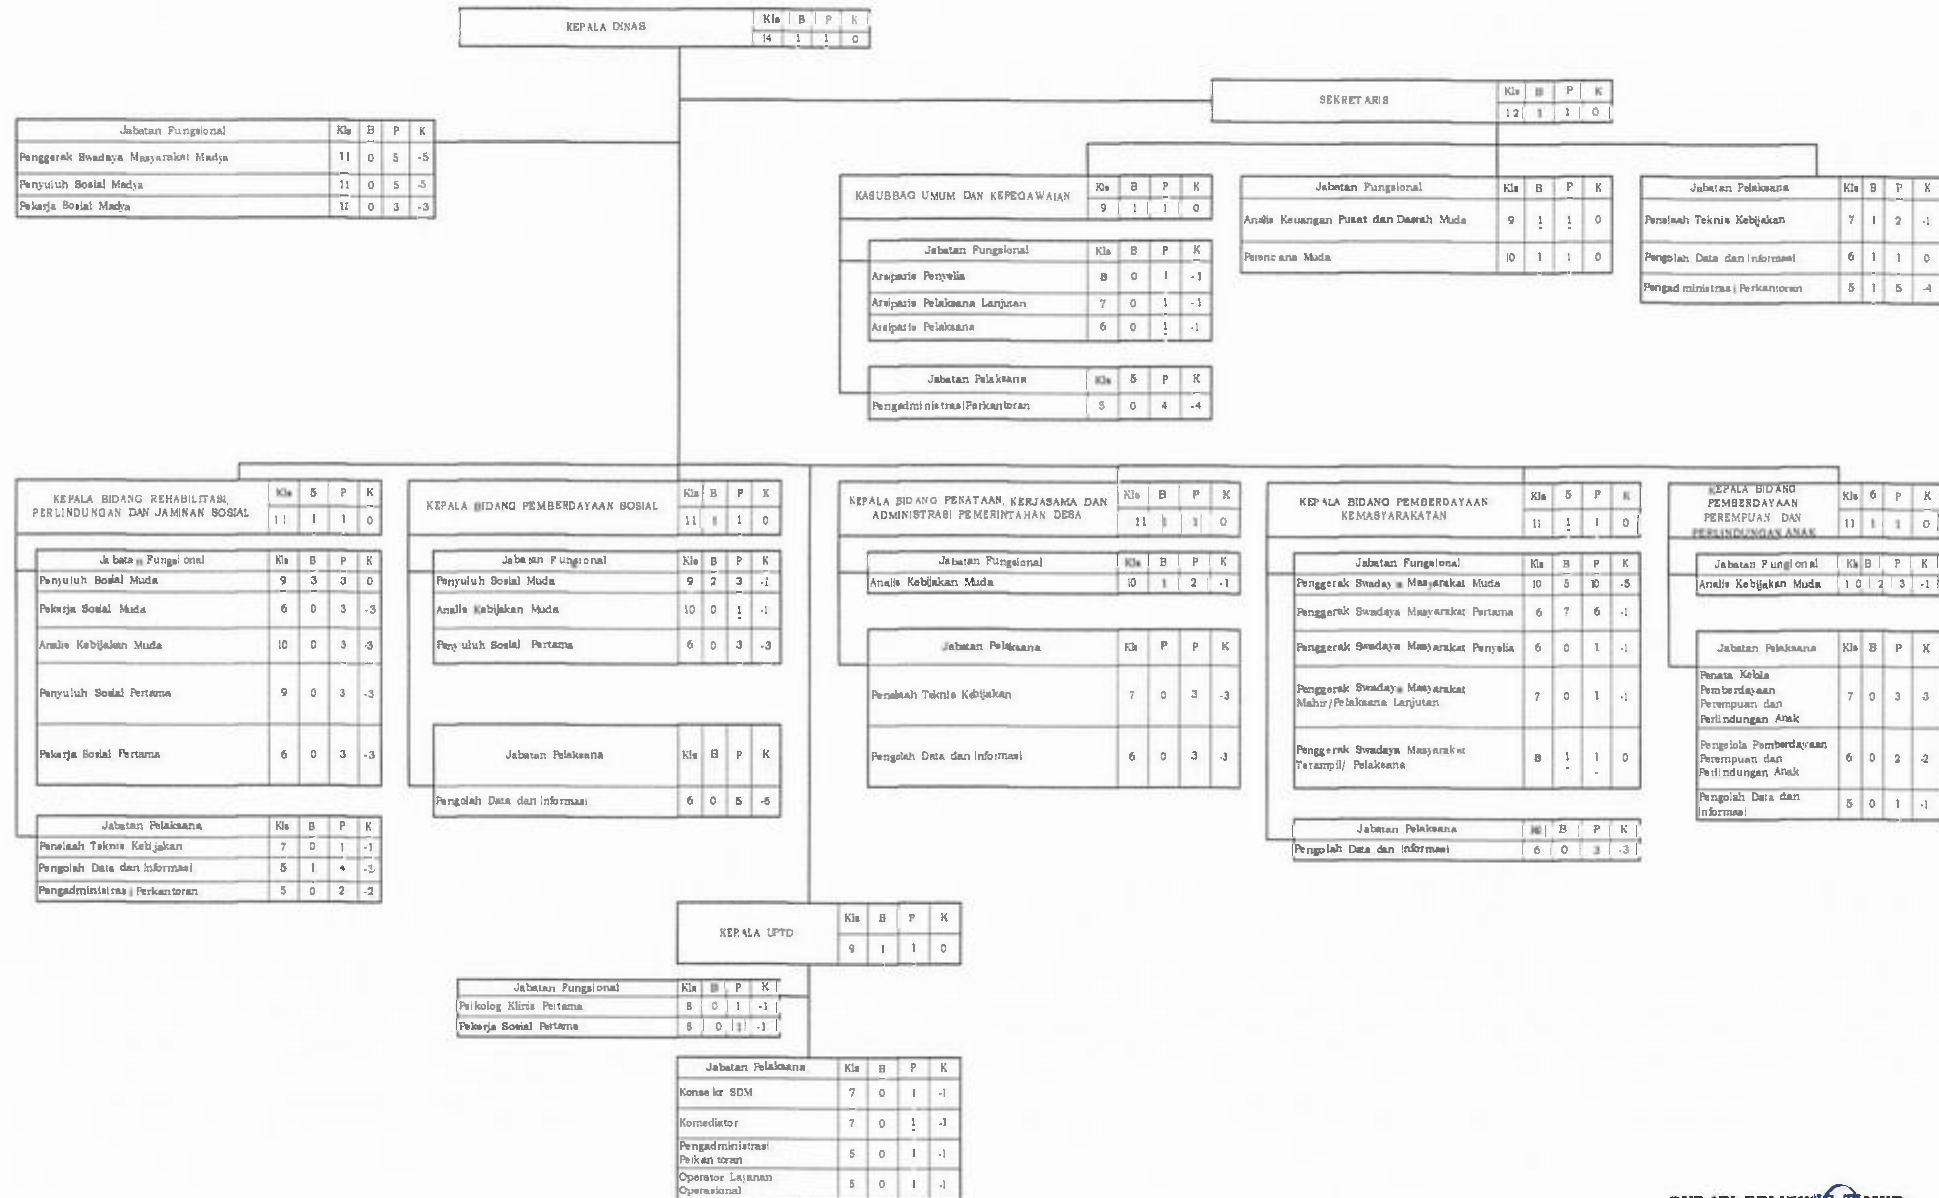 KEPALA DINAS Kls B P K
14 1 1 0
SEKRETARIS Kls B P K
12 1 1 0
Jabatan Fungsional Kls B P K
Penggerak Swadaya Masyarakat Madya 11 0 5 -5
Penyuluh Sosial Madya 11 0 5 -5
Pekerja Sosial Madya 11 0 3 -3
KASUBBAG UMUM DAN KEPEGAWAIAN Kls B P K
9 1 1 0
Jabatan Fungsional Kls B P K
Arsiparis Penyelia 8 0 1 -1
Arsiparis Pelaksana Lanjutan 7 0 1 -1
Arsiparis Pelaksana 6 0 1 -1
Jabatan Pelaksana Kls B P K
Pengadministrasi Perkantoran 5 0 4 -4
Jabatan Fungsional Kls B P K
Analis Keuangan Pusat dan Daerah Muda 9 1 1 0
Perencana Muda 10 1 1 0
Jabatan Pelaksana Kls B P K
Penelaah Teknis Kebijakan 7 1 2 -1
Pengolah Data dan Informasi 6 1 1 0
Pengadministrasi Perkantoran 5 1 5 -4
KEPALA BIDANG REHABILITASI, PERLINDUNGAN DAN JAMINAN SOSIAL Kls B P K
11 1 1 0
Jabatan Fungsional Kls B P K
Penyuluh Sosial Muda 9 3 3 0
Pekerja Sosial Muda 6 0 3 -3
Analis Kebijakan Muda 10 0 3 -3
Penyuluh Sosial Pertama 9 0 3 -3
Pekerja Sosial Pertama 6 0 3 -3
Jabatan Pelaksana Kls B P K
Penelaah Teknis Kebijakan 7 0 1 -1
Pengolah Data dan Informasi 5 1 4 -3
Pengadministrasi Perkantoran 5 0 2 -2
KEPALA BIDANG PEMBERDAYAAN SOSIAL Kls B P K
11 1 1 0
Jabatan Fungsional Kls B P K
Penyuluh Sosial Muda 9 2 3 -1
Analis Kebijakan Muda 10 0 1 -1
Penyuluh Sosial Pertama 6 0 3 -3
Jabatan Pelaksana Kls B P K
Pengolah Data dan Informasi 6 0 5 -5
KEPALA BIDANG PENATAAN, KERJASAMA DAN ADMINISTRASI PEMERINTAHAN DESA Kls B P K
11 1 1 0
Jabatan Fungsional Kls B P K
Analis Kebijakan Muda 10 1 2 -1
Jabatan Pelaksana Kls P P K
Penelaah Teknis Kebijakan 7 0 3 -3
Pengolah Data dan Informasi 6 0 3 -3
KEPALA BIDANG PEMBERDAYAAN KEMASYARAKATAN Kls B P K
11 1 1 0
Jabatan Fungsional Kls B P K
Penggerak Swadaya Masyarakat Muda 10 5 10 -5
Penggerak Swadaya Masyarakat Pertama 6 7 6 -1
Penggerak Swadaya Masyarakat Penyelia 6 0 1 -1
Penggerak Swadaya Masyarakat
Mahir/Pelaksana Lanjutan 7 0 1 -1
Penggerak Swadaya Masyarakat
Terampil/ Pelaksana 8 1 1 0
Jabatan Pelaksana B P K
Pengolah Data dan Informasi 6 0 3 -3
KEPALA BIDANG
PEMBERDAYAAN
PEREMPUAN DAN
PERLINDUNGAN ANAK Kls B P K
11 1 1 0
Jabatan Fungsional Kls B P K
Analis Kebijakan Muda 10 2 3 -1
Jabatan Pelaksana Kls B P K
Penata Kelola
Pemberdayaan
Perempuan dan
Perlindungan Anak 7 0 3 3
Pengelola Pemberdayaan
Perempuan dan
Perlindungan Anak 6 0 2 -2
Pengolah Data dan
Informasi 5 0 1 -1
KEPALA UPTD Kls B P K
9 1 1 0
Jabatan Fungsional Kls B P K
Psikolog Klinis Pertama 8 0 1 -1
Pekerja Sosial Pertama 8 0 1 -1
Jabatan Pelaksana Kls B P K
SDM 7 0 1 -1
Komediator 7 0 1 -1
Pengadministrasi
Perkantoran 5 0 1 -1
Operator Layanan
Operasional 5 0 1 -1